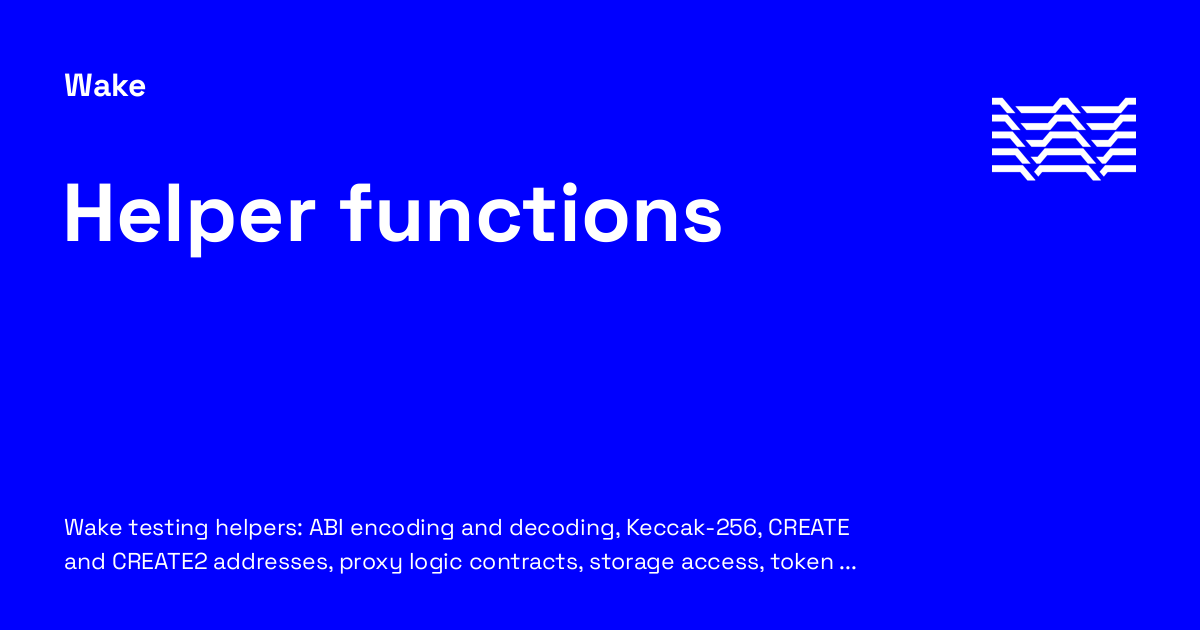 Wake
Helper functions
Wake testing helpers: ABI encoding and decoding, Keccak-256, CREATE
and CREATE2 addresses, proxy logic contracts, storage access, token ...